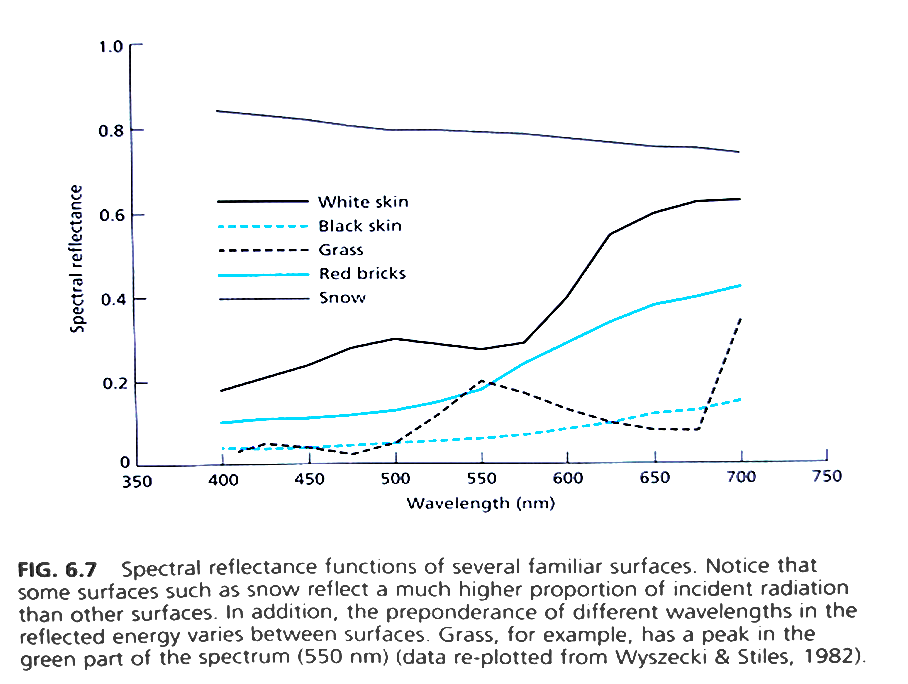 1.0
0.8
0.6
0.4
0.2
0
Spectral reflectance
White skin
Black skin
Grass
Red bricks
Snow
350 400 450 500 550 600 650 700 750
Wavelength (nm)
FIG. 6.7 Spectral reflectance functions of several familiar surfaces. Notice that
some surfaces such as snow reflect a much higher proportion of incident radiation
than other surfaces. In addition, the preponderance of different wavelengths in the
reflected energy varies between surfaces. Grass, for example, has a peak in the
green part of the spectrum (550 nm) (data re-plotted from Wyszecki & Stiles, 1982).